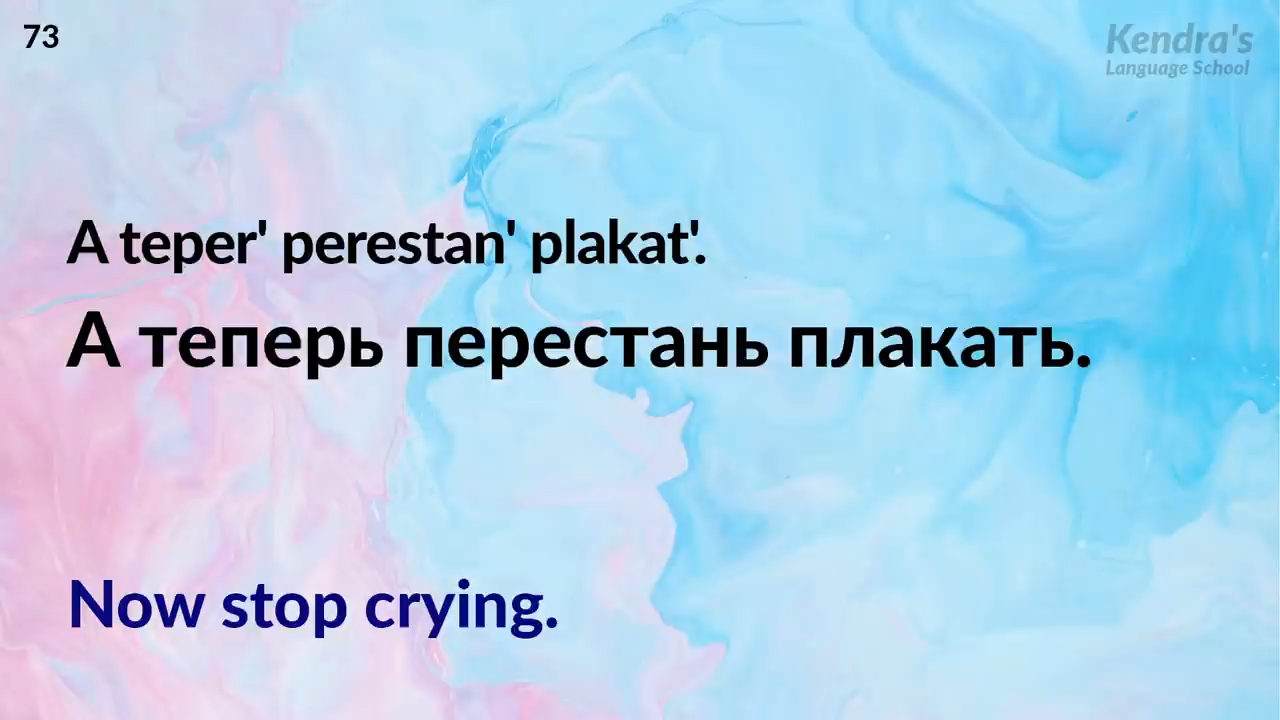 73
Kendra's
Language School
A teper' perestan' plakat'.
А теперь перестань плакать.
Now stop crying.